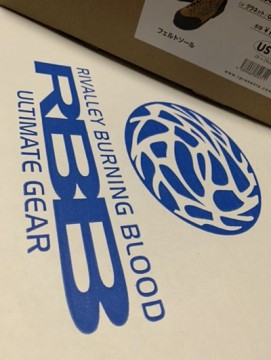 RIVALLEY BURNING BLOOD
RBB
ULTIMATE GEAR
フェルトソール
US